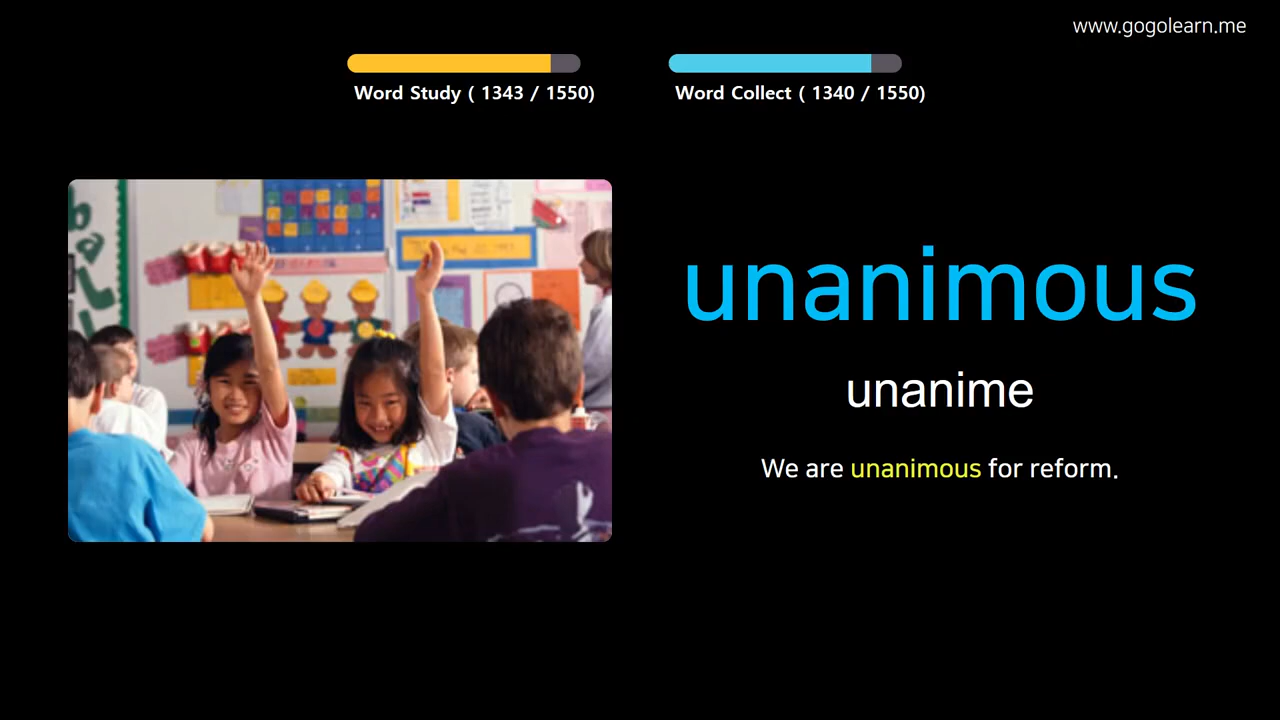 www.gogolearn.me
Word Study ( 1343 / 1550)
Word Collect ( 1340 / 1550)
unanimous
unanime
We are unanimous for reform.